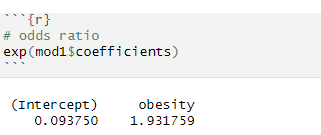 ```{r}
# odds ratio
exp(mod1$coefficients)
```
(Intercept) obesity
0.093750 1.931759